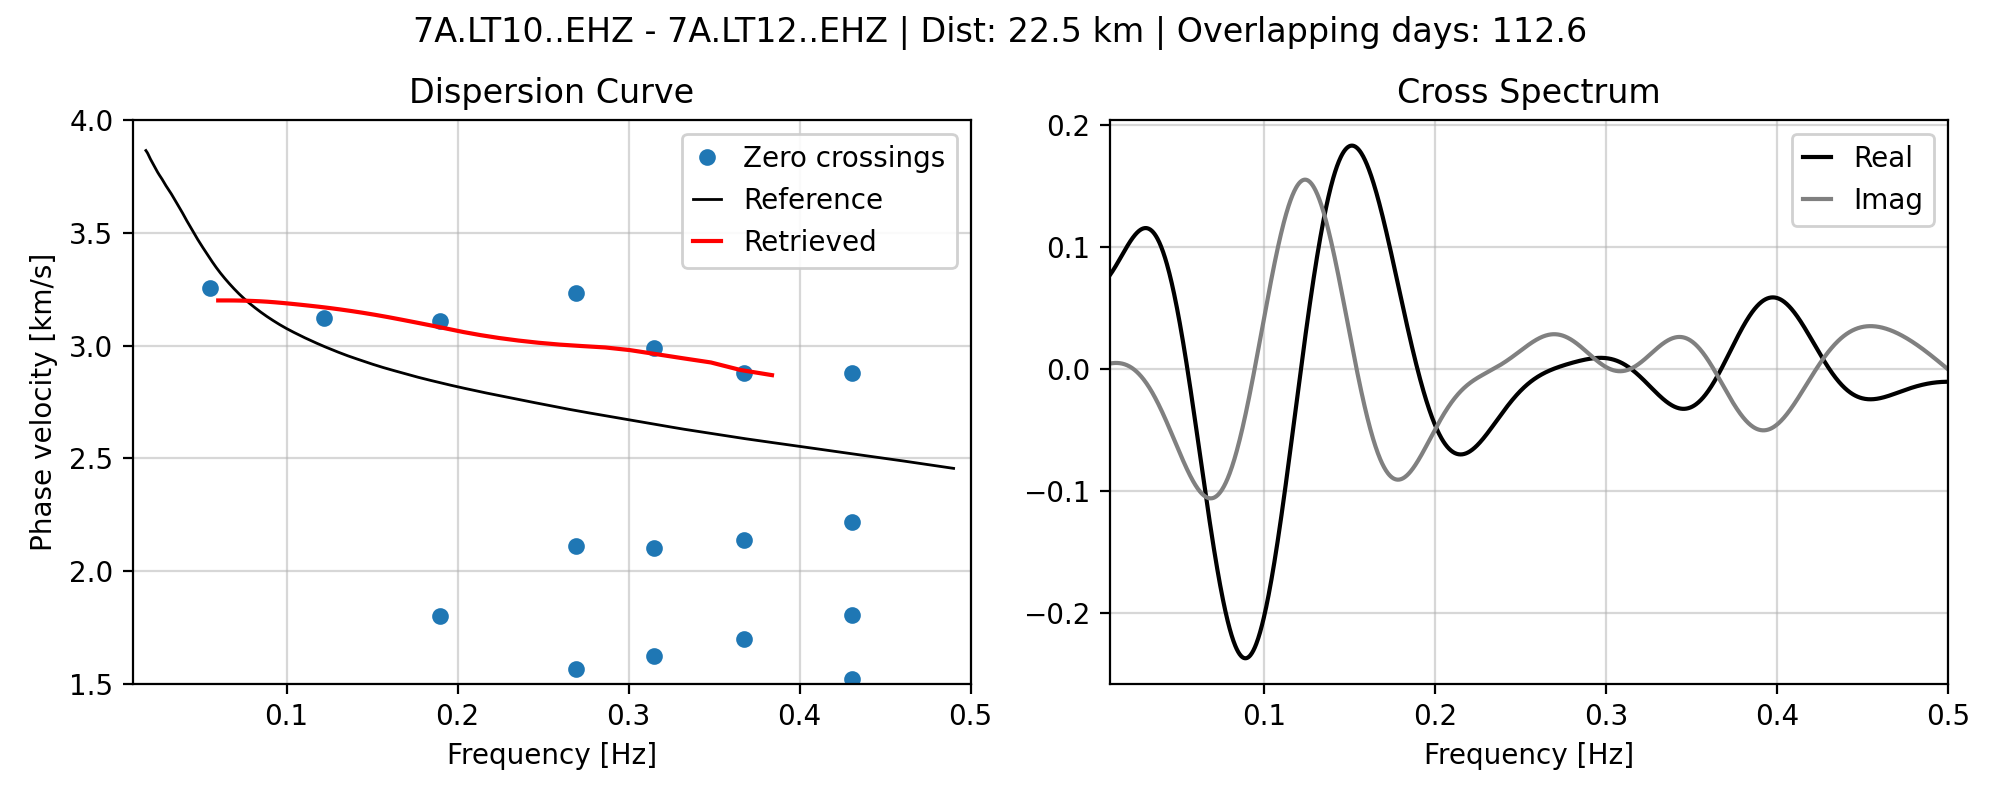 7A.LT10..EHZ - 7A.LT12..EHZ | Dist: 22.5 km | Overlapping days: 112.6
Dispersion Curve
4.0
3.5
3.0
2.5
2.0
1.5
Phase velocity [km/s]
Zero crossings
Reference
Retrieved
0.1 0.2 0.3 0.4 0.5
Frequency [Hz]
Cross Spectrum
0.2
0.1
0.0
−0.1
−0.2
Real
Imag
0.1 0.2 0.3 0.4 0.5
Frequency [Hz]